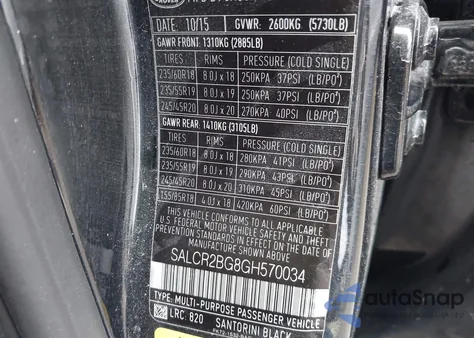 ROVER
DATE: 10/15 GVWR: 2600KG (5730LB)
GAWR FRONT: 1310KG (2885LB)
TIRES RIMS PRESSURE (COLD SINGLE)
235/60R18 8.0J x 18 250KPA 37PSI (LB/PO²)
235/55R19 8.0J x 19 250KPA 37PSI (LB/PO²)
245/45R20 8.0J x 20 270KPA 40PSI (LB/PO²)
GAWR REAR: 1410KG (3105LB)
TIRES RIMS PRESSURE (COLD SINGLE)
235/60R18 8.0J x 18 280KPA 41PSI (LB/PO²)
235/55R19 8.0J x 19 290KPA 43PSI (LB/PO²)
245/45R20 8.0J x 20 310KPA 45PSI (LB/PO²)
155/85R18 4.0J x 18 420KPA 60PSI (LB/PO²)
THIS VEHICLE CONFORMS TO ALL APPLICABLE
FEDERAL MOTOR VEHICLE SAFETY AND BUMPER
STANDARDS IN EFFECT ON THE DATE OF
MANUFACTURE SHOWN ABOVE.
SALCR2BG8GH570034
TYPE: MULTI-PURPOSE PASSENGER VEHICLE
LRC: 820 SANTORINI BLACK
AutoSnap